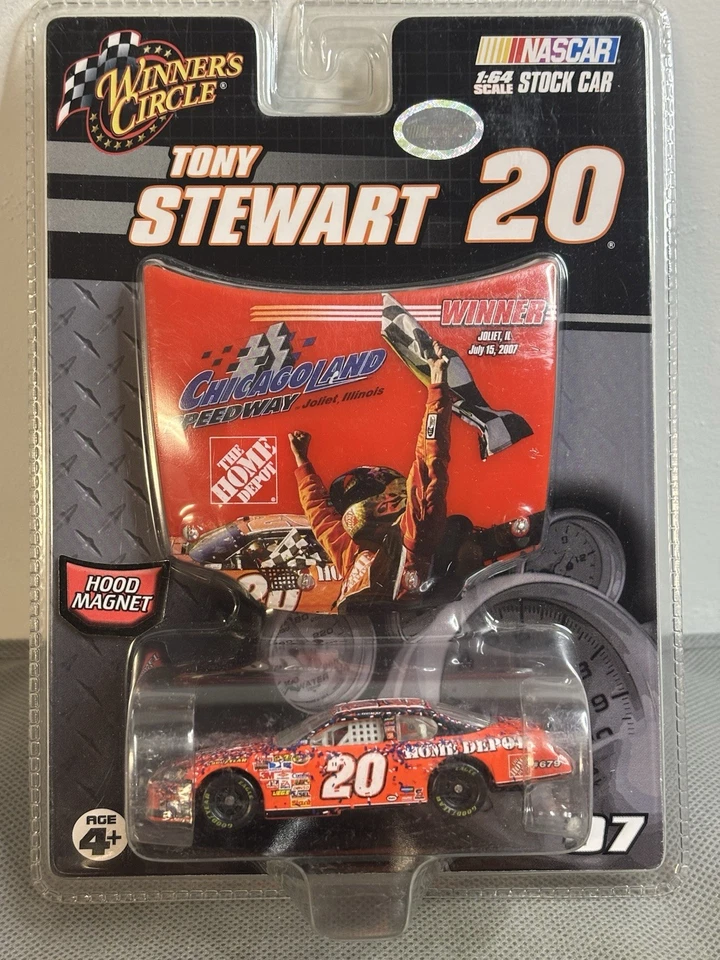 WINNER'S
CIRCLE®
NASCAR
1:64
SCALE STOCK CAR
TONY
STEWART 20®
WINNER
JOLIET, IL
July 15, 2007
CHICAGOLAND
SPEEDWAY Joliet, Illinois
THE
HOME
DEPOT
20
HOOD
MAGNET
HOME DEPOT
20
AGE
4+
07